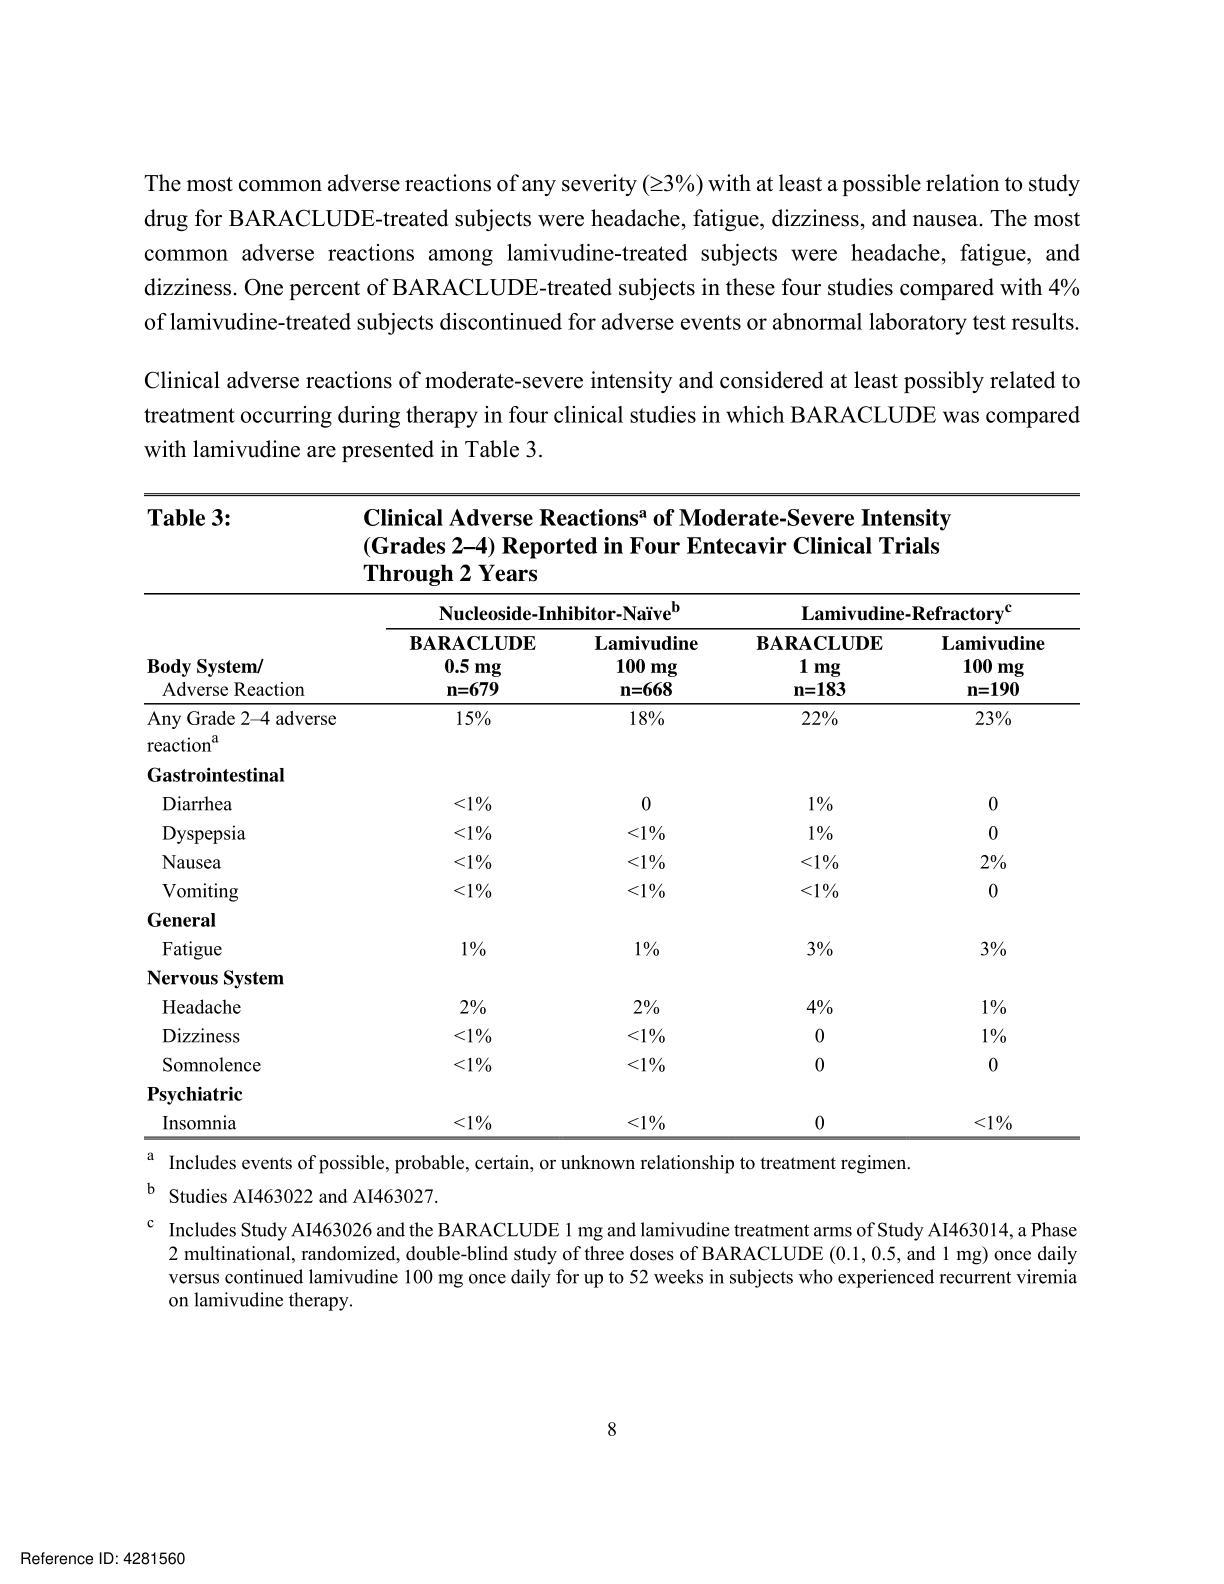 The most common adverse reactions of any severity (≥3%) with at least a possible relation to study
drug for BARACLUDE-treated subjects were headache, fatigue, dizziness, and nausea. The most
common adverse reactions among lamivudine-treated subjects were headache, fatigue, and
dizziness. One percent of BARACLUDE-treated subjects in these four studies compared with 4%
of lamivudine-treated subjects discontinued for adverse events or abnormal laboratory test results.
Clinical adverse reactions of moderate-severe intensity and considered at least possibly related to
treatment occurring during therapy in four clinical studies in which BARACLUDE was compared
with lamivudine are presented in Table 3.
Table 3: Clinical Adverse Reactionsᵃ of Moderate-Severe Intensity
(Grades 2–4) Reported in Four Entecavir Clinical Trials
Through 2 Years
Nucleoside-Inhibitor-Naïveᵇ Lamivudine-Refractoryᶜ
BARACLUDE Lamivudine BARACLUDE Lamivudine
Body System/ 0.5 mg 100 mg 1 mg 100 mg
Adverse Reaction n=679 n=668 n=183 n=190
Any Grade 2–4 adverse 15% 18% 22% 23%
reactionᵃ
Gastrointestinal
Diarrhea <1% 0 1% 0
Dyspepsia <1% <1% 1% 0
Nausea <1% <1% <1% 2%
Vomiting <1% <1% <1% 0
General
Fatigue 1% 1% 3% 3%
Nervous System
Headache 2% 2% 4% 1%
Dizziness <1% <1% 0 1%
Somnolence <1% <1% 0 0
Psychiatric
Insomnia <1% <1% 0 <1%
ᵃ Includes events of possible, probable, certain, or unknown relationship to treatment regimen.
ᵇ Studies AI463022 and AI463027.
ᶜ Includes Study AI463026 and the BARACLUDE 1 mg and lamivudine treatment arms of Study AI463014, a Phase
2 multinational, randomized, double-blind study of three doses of BARACLUDE (0.1, 0.5, and 1 mg) once daily
versus continued lamivudine 100 mg once daily for up to 52 weeks in subjects who experienced recurrent viremia
on lamivudine therapy.
8
Reference ID: 4281560